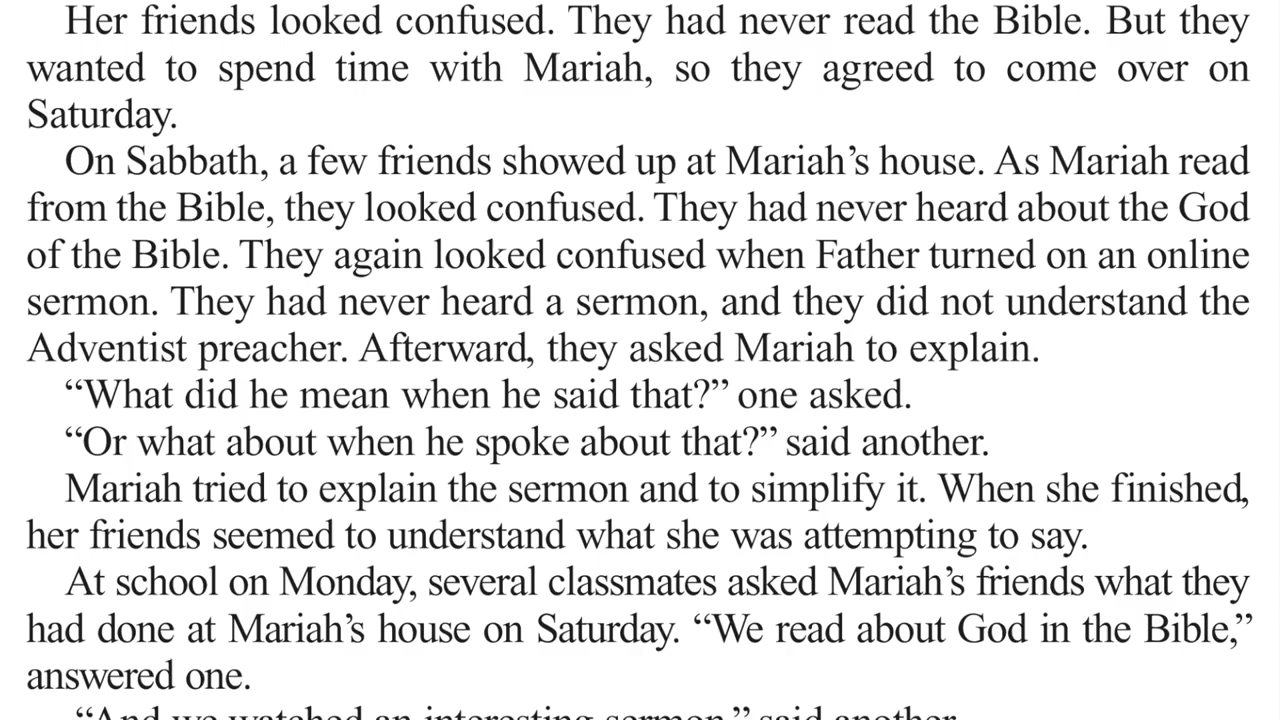 Her friends looked confused. They had never read the Bible. But they
wanted to spend time with Mariah, so they agreed to come over on
Saturday.
On Sabbath, a few friends showed up at Mariah’s house. As Mariah read
from the Bible, they looked confused. They had never heard about the God
of the Bible. They again looked confused when Father turned on an online
sermon. They had never heard a sermon, and they did not understand the
Adventist preacher. Afterward, they asked Mariah to explain.
“What did he mean when he said that?” one asked.
“Or what about when he spoke about that?” said another.
Mariah tried to explain the sermon and to simplify it. When she finished,
her friends seemed to understand what she was attempting to say.
At school on Monday, several classmates asked Mariah’s friends what they
had done at Mariah’s house on Saturday. “We read about God in the Bible,”
answered one.
“And we watched an interesting sermon,” said another.